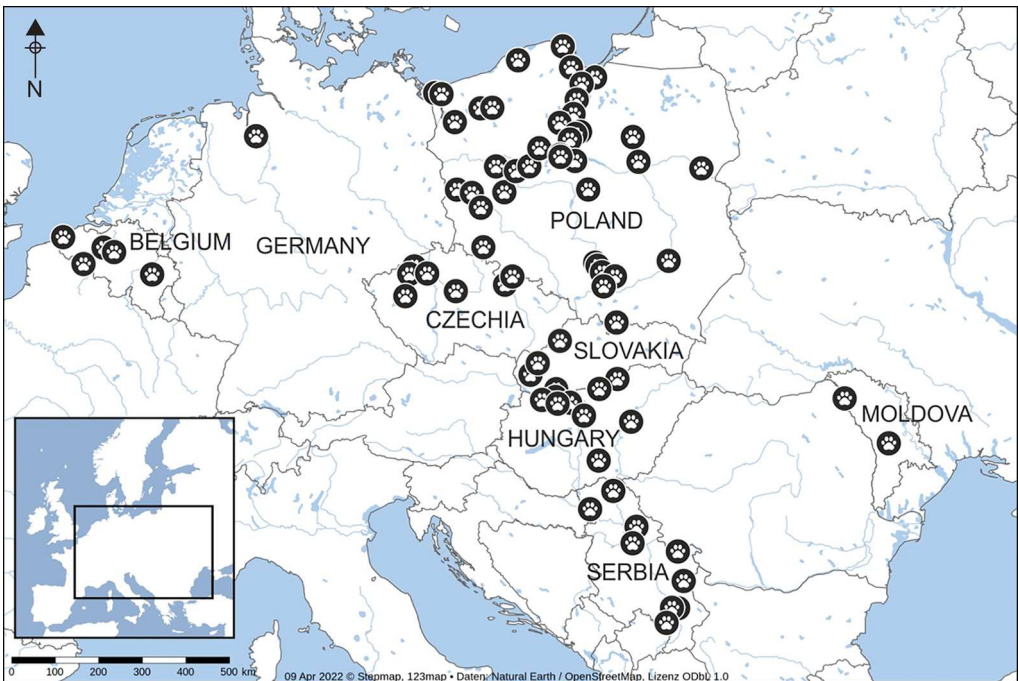 N
POLAND
BELGIUM
GERMANY
CZECHIA
SLOVAKIA
MOLDOVA
HUNGARY
SERBIA
0 100 200 300 400 500 km
09 Apr 2022 © Stepmap, 123map • Daten: Natural Earth / OpenStreetMap, Lizenz ODbL 1.0